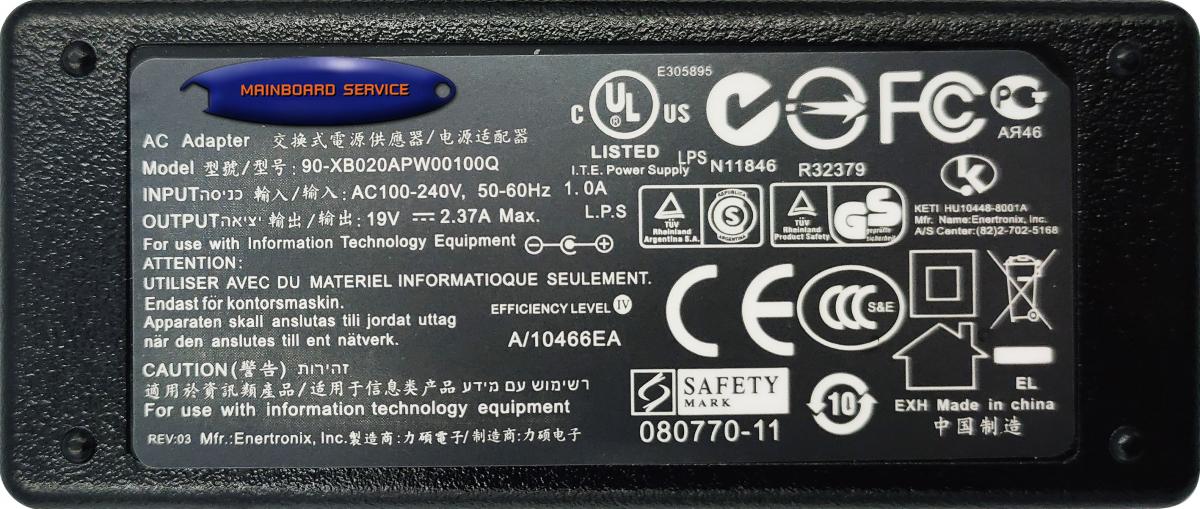 MAINBOARD SERVICE
AC Adapter 交換式電源供應器/电源适配器
Model 型號/型号: 90-XB020APW00100Q
INPUTכניסה 輸入/输入: AC100-240V, 50-60Hz 1.0A
OUTPUTיציאה 輸出/输出: 19V ⎓ 2.37A Max. L.P.S
For use with Information Technology Equipment
ATTENTION:
UTILISER AVEC DU MATERIEL INFORMATIOQUE SEULEMENT.
Endast för kontorsmaskin.
Apparaten skall anslutas tili jordat uttag
när den anslutes till ent nätverk.
EFFICIENCY LEVEL IV
A/10466EA
CAUTION(警告) זהירות
適用於資訊類產品/适用于信息类产品 רשימוש עם מידע
For use with information technology equipment
REV:03 Mfr.:Enertronix, Inc.製造商:力碩電子/制造商:力硕电子
E305895
C UL US
®
LISTED
I.T.E. Power Supply LPS
N11846
R32379
FC
PC
АЯ46
K
TÜV
Rheinland
Argentina S.A.
REPUBLICA
S
ARGENTINA
TÜV
Rheinland
Product Safety
GS
geprüfte
Sicherheit
KETI HU10448-8001A
Mfr. Name:Enertronix, Inc.
A/S Center:(82)2-702-5168
CE
CCC S&E
S SAFETY
MARK
080770-11
10
EL
EXH Made in china
中国制造